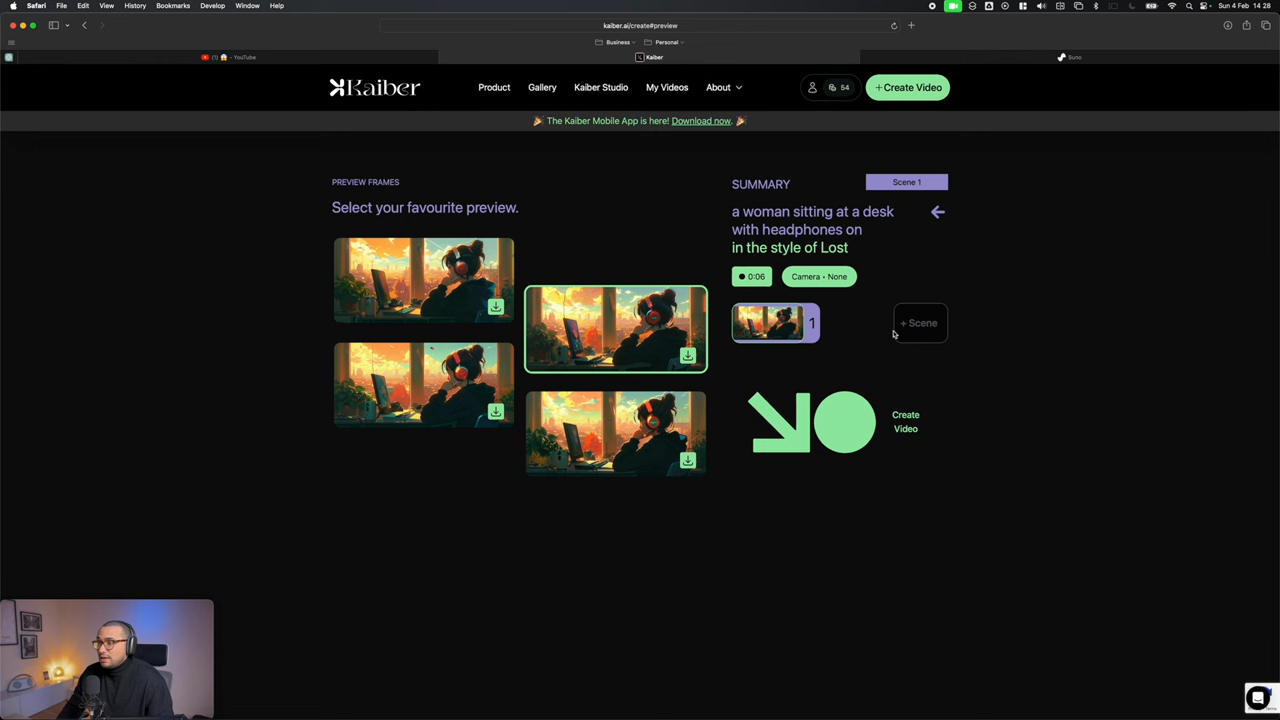 Safari File Edit View History Bookmarks Develop Window Help
Sun 4 Feb 14 28
kaiber.ai/create#preview
Business Personal
(1) 😱 - YouTube
Kaiber
Suno
Kaiber
Product Gallery Kaiber Studio My Videos About
54
+ Create Video
🎉 The Kaiber Mobile App is here! Download now. 🎉
PREVIEW FRAMES
Select your favourite preview.
SUMMARY
Scene 1
a woman sitting at a desk
with headphones on
in the style of Lost
0:06
Camera • None
1
+ Scene
Create
Video